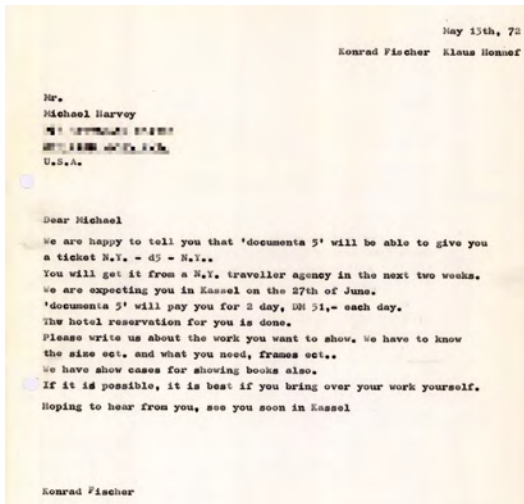 May 15th, 72
Konrad Fischer Klaus Honnef
Mr.
Michael Harvey
U.S.A.
Dear Michael
We are happy to tell you that 'documenta 5' will be able to give you
a ticket N.Y. - d5 - N.Y..
You will get it from a N.Y. traveller agency in the next two weeks.
We are expecting you in Kassel on the 27th of June.
'documenta 5' will pay you for 2 day, DM 51,- each day.
The hotel reservation for you is done.
Please write us about the work you want to show. We have to know
the size ect. and what you need, frames ect..
We have show cases for showing books also.
If it is possible, it is best if you bring over your work yourself.
Hoping to hear from you, see you soon in Kassel
Konrad Fischer